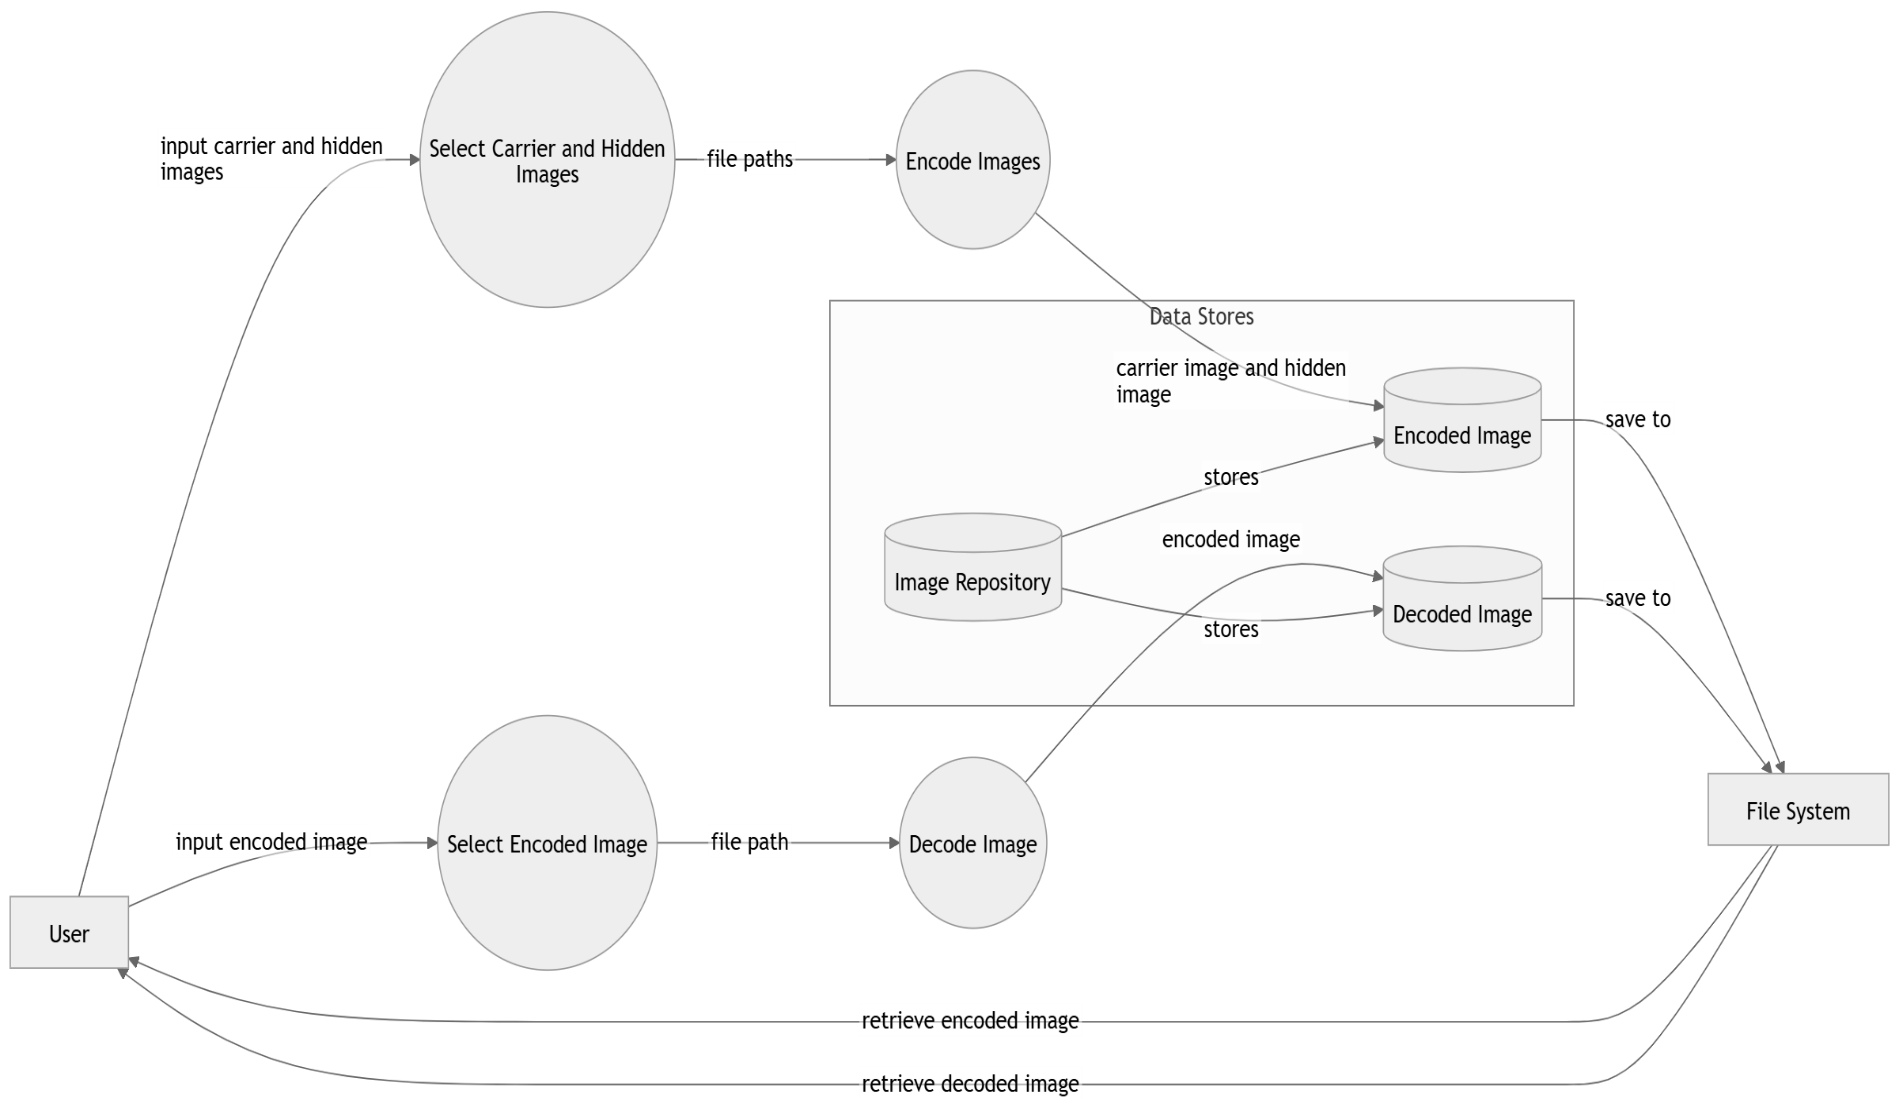 input carrier and hidden
images
Select Carrier and Hidden
Images
file paths
Encode Images
Data Stores
carrier image and hidden
image
Encoded Image
save to
stores
encoded image
Image Repository
Decoded Image
save to
stores
File System
input encoded image
Select Encoded Image
file path
Decode Image
User
retrieve encoded image
retrieve decoded image